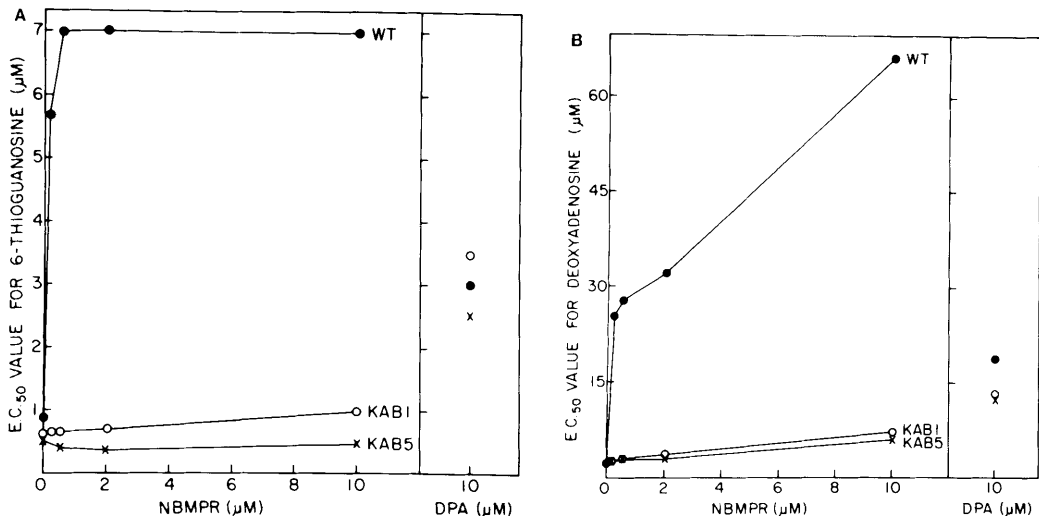 A
E.C.50 VALUE FOR 6-THIOGUANOSINE (µM)
7
6
5
4
3
2
1
WT
KAB1
KAB5
0 2 4 6 8 10
NBMPR (µM)
10
DPA (µM)
B
E.C.50 VALUE FOR DEOXYADENOSINE (µM)
60
45
30
15
WT
KAB1
KAB5
0 2 4 6 8 10
NBMPR (µM)
10
DPA (µM)